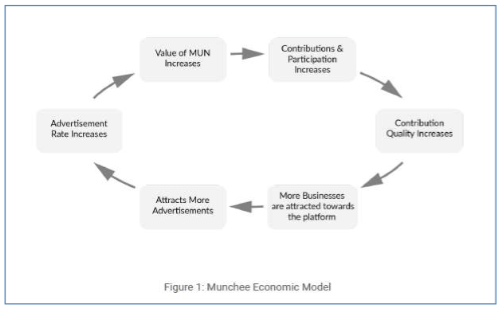 Value of MUN
Increases
Contributions &
Participation
Increases
Contribution
Quality Increases
More Businesses
are attracted towards
the platform
Attracts More
Advertisements
Advertisement
Rate Increases
Figure 1: Munchee Economic Model